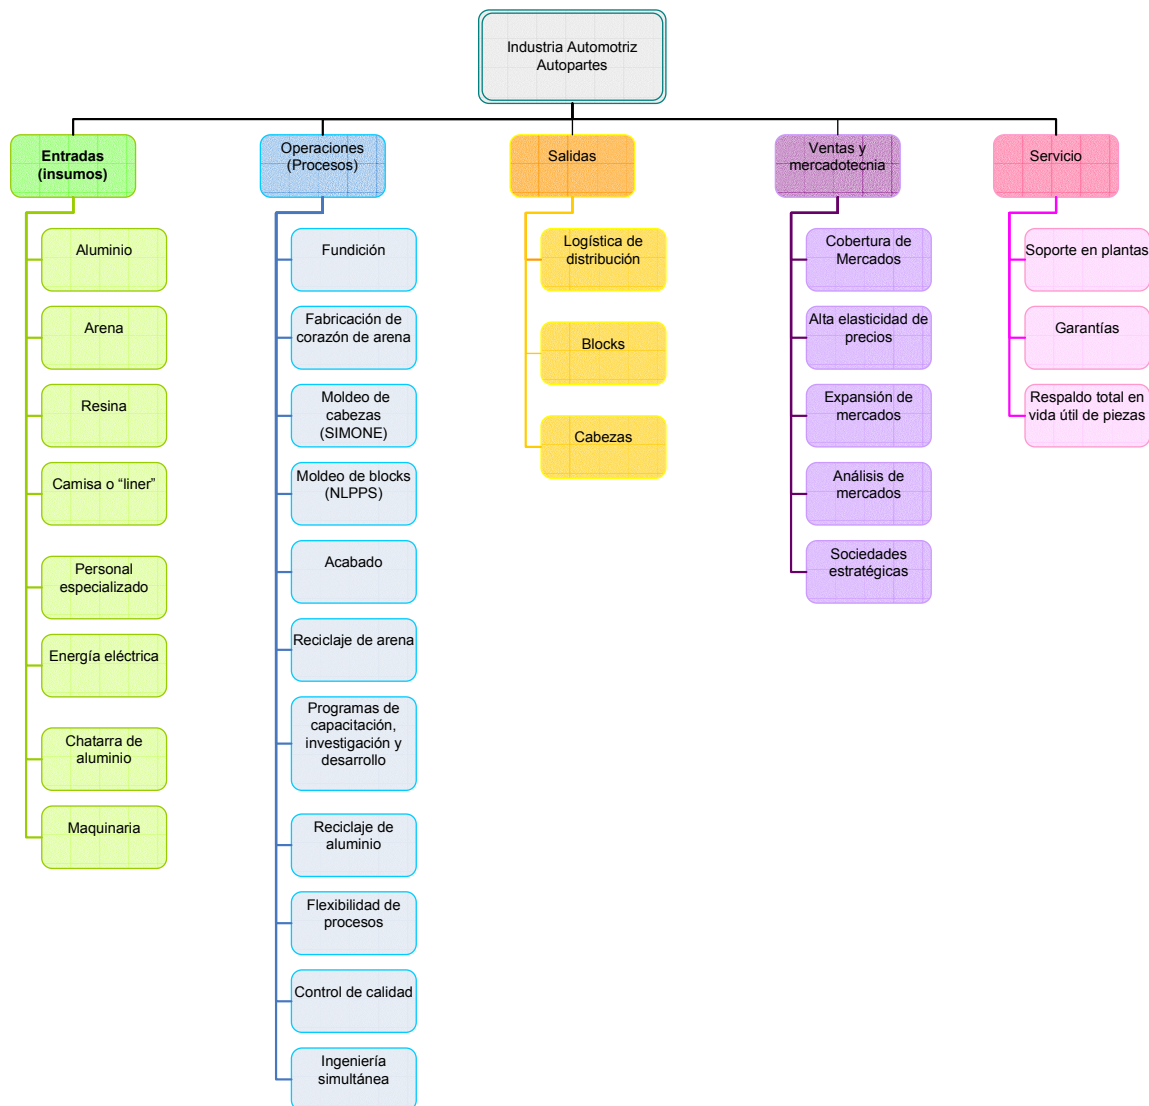 Industria Automotriz
Autopartes
Entradas
(insumos)
Aluminio
Arena
Resina
Camisa o “liner”
Personal
especializado
Energía eléctrica
Chatarra de
aluminio
Maquinaria
Operaciones
(Procesos)
Fundición
Fabricación de
corazón de arena
Moldeo de
cabezas
(SIMONE)
Moldeo de blocks
(NLPPS)
Acabado
Reciclaje de arena
Programas de
capacitación,
investigación y
desarrollo
Reciclaje de
aluminio
Flexibilidad de
procesos
Control de calidad
Ingeniería
simultánea
Salidas
Logística de
distribución
Blocks
Cabezas
Ventas y
mercadotecnia
Cobertura de
Mercados
Alta elasticidad de
precios
Expansión de
mercados
Análisis de
mercados
Sociedades
estratégicas
Servicio
Soporte en plantas
Garantías
Respaldo total en
vida útil de piezas